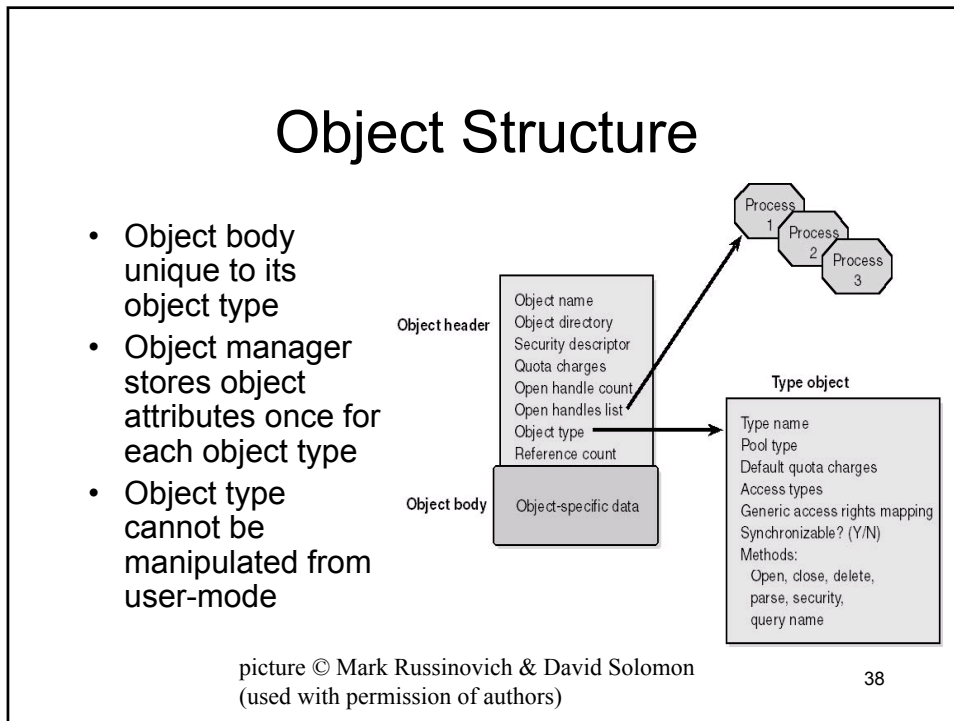 Object Structure
• Object body
unique to its
object type
• Object manager
stores object
attributes once for
each object type
• Object type
cannot be
manipulated from
user-mode
Object header
Object name
Object directory
Security descriptor
Quota charges
Open handle count
Open handles list
Object type
Reference count
Object body
Object-specific data
Process
1
Process
2
Process
3
Type object
Type name
Pool type
Default quota charges
Access types
Generic access rights mapping
Synchronizable? (Y/N)
Methods:
Open, close, delete,
parse, security,
query name
picture © Mark Russinovich & David Solomon
(used with permission of authors)
38